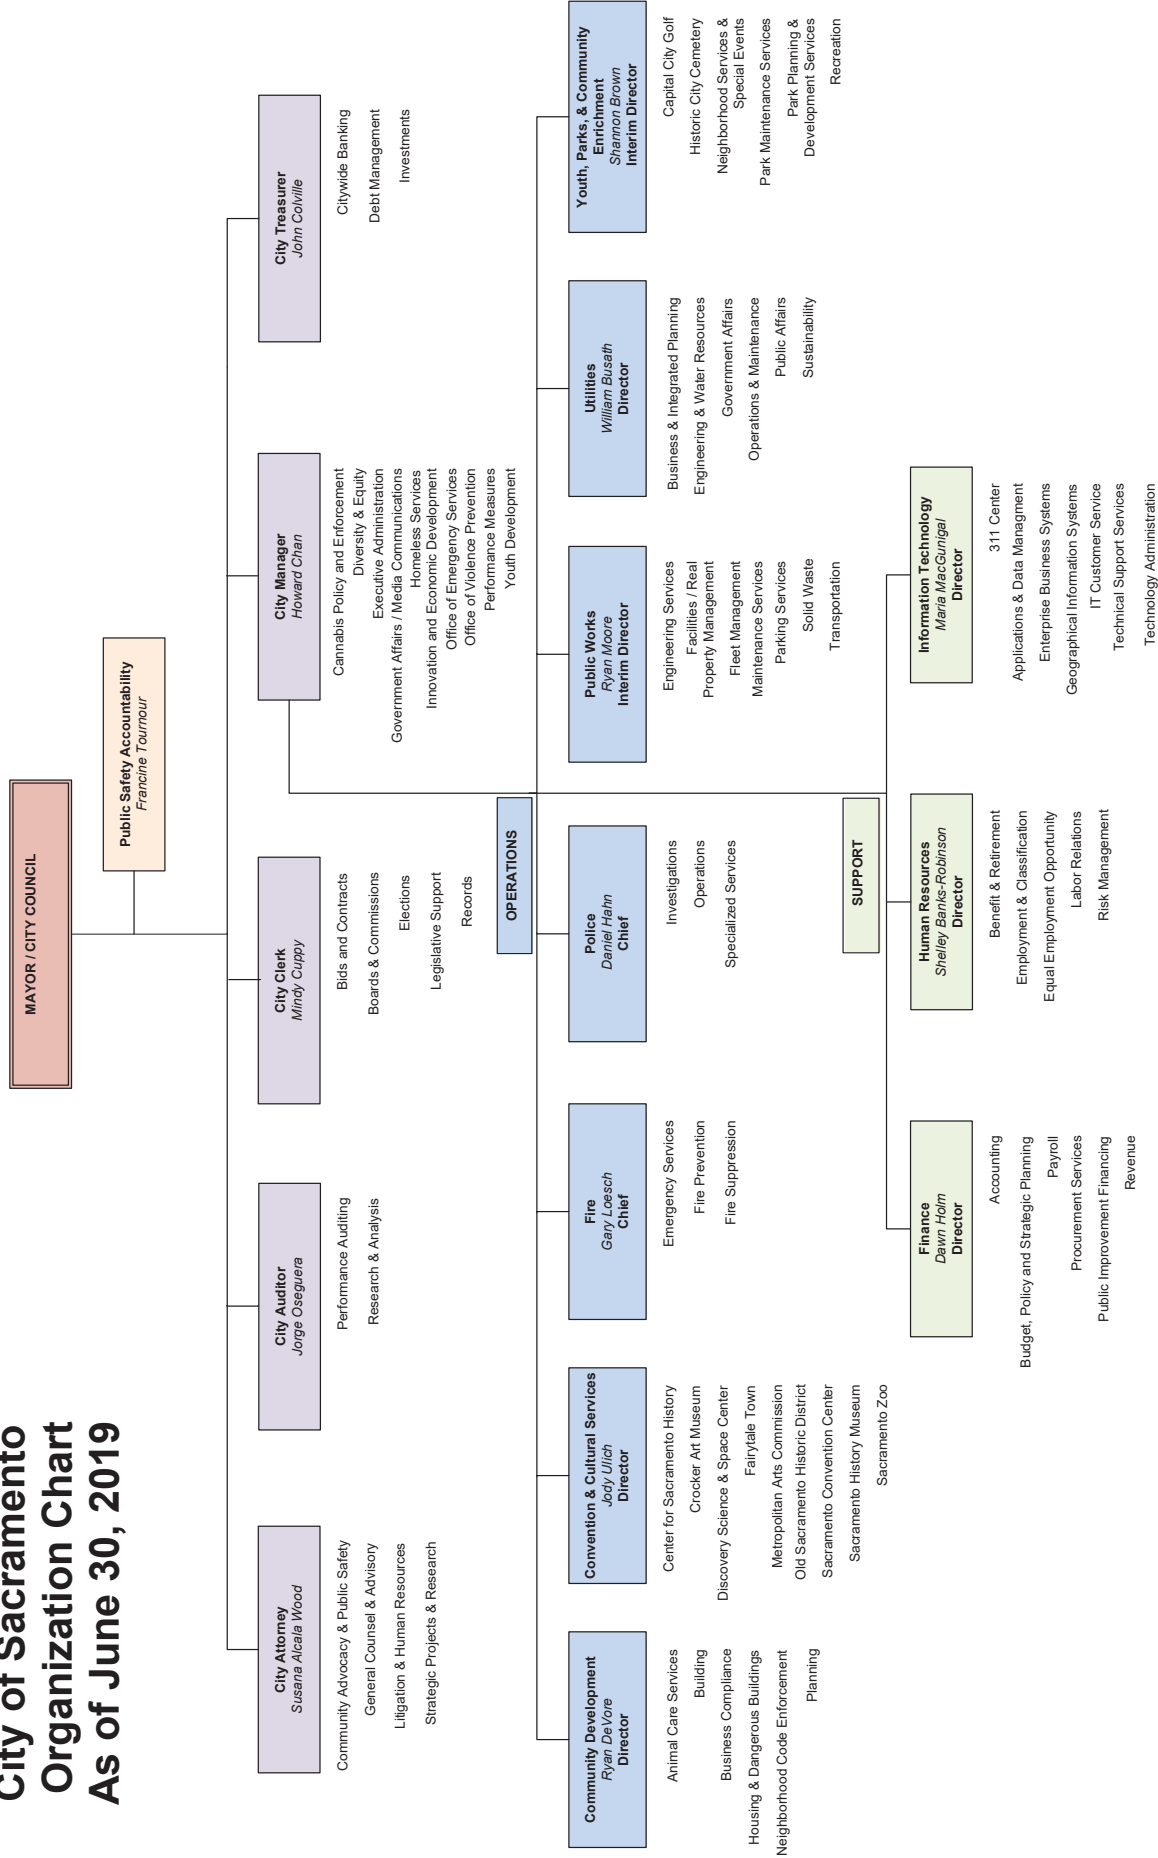 City of Sacramento
Organization Chart
As of June 30, 2019
MAYOR / CITY COUNCIL
Public Safety Accountability
Francine Tournour
City Attorney
Susana Alcala Wood
Community Advocacy & Public Safety
General Counsel & Advisory
Litigation & Human Resources
Strategic Projects & Research
City Auditor
Jorge Oseguera
Performance Auditing
Research & Analysis
City Clerk
Mindy Cuppy
Bids and Contracts
Boards & Commissions
Elections
Legislative Support
Records
City Manager
Howard Chan
Cannabis Policy and Enforcement
Diversity & Equity
Executive Administration
Government Affairs / Media Communications
Homeless Services
Innovation and Economic Development
Office of Emergency Services
Office of Violence Prevention
Performance Measures
Youth Development
City Treasurer
John Colville
Citywide Banking
Debt Management
Investments
OPERATIONS
Community Development
Ryan DeVore
Director
Animal Care Services
Building
Business Compliance
Housing & Dangerous Buildings
Neighborhood Code Enforcement
Planning
Convention & Cultural Services
Jody Ulich
Director
Center for Sacramento History
Crocker Art Museum
Discovery Science & Space Center
Fairytale Town
Metropolitan Arts Commission
Old Sacramento Historic District
Sacramento Convention Center
Sacramento History Museum
Sacramento Zoo
Fire
Gary Loesch
Chief
Emergency Services
Fire Prevention
Fire Suppression
Police
Daniel Hahn
Chief
Investigations
Operations
Specialized Services
Public Works
Ryan Moore
Interim Director
Engineering Services
Facilities / Real
Property Management
Fleet Management
Maintenance Services
Parking Services
Solid Waste
Transportation
Utilities
William Busath
Director
Business & Integrated Planning
Engineering & Water Resources
Government Affairs
Operations & Maintenance
Public Affairs
Sustainability
Youth, Parks, & Community
Enrichment
Shannon Brown
Interim Director
Capital City Golf
Historic City Cemetery
Neighborhood Services &
Special Events
Park Maintenance Services
Park Planning &
Development Services
Recreation
SUPPORT
Finance
Dawn Holm
Director
Accounting
Budget, Policy and Strategic Planning
Payroll
Procurement Services
Public Improvement Financing
Revenue
Human Resources
Shelley Banks-Robinson
Director
Benefit & Retirement
Employment & Classification
Equal Employment Opportunity
Labor Relations
Risk Management
Information Technology
Maria MacGunigal
Director
311 Center
Applications & Data Managment
Enterprise Business Systems
Geographical Information Systems
IT Customer Service
Technical Support Services
Technology Administration